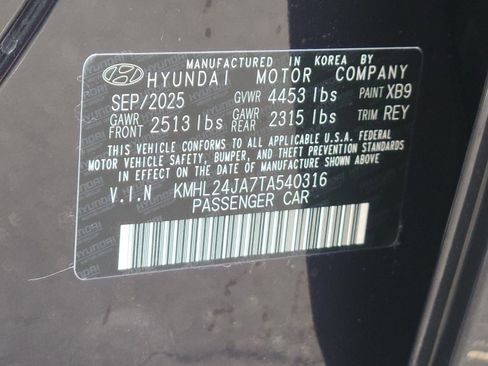 MANUFACTURED IN KOREA BY
HYUNDAI MOTOR COMPANY
SEP/2025 GVWR 4453 lbs PAINT XB9
GAWR FRONT 2513 lbs GAWR REAR 2315 lbs TRIM REY
THIS VEHICLE CONFORMS TO ALL APPLICABLE U.S.A. FEDERAL
MOTOR VEHICLE SAFETY, BUMPER, AND THEFT PREVENTION STANDARDS
IN EFFECT ON THE DATE OF MANUFACTURE SHOWN ABOVE.
V.I.N KMHL24JA7TA540316
PASSENGER CAR